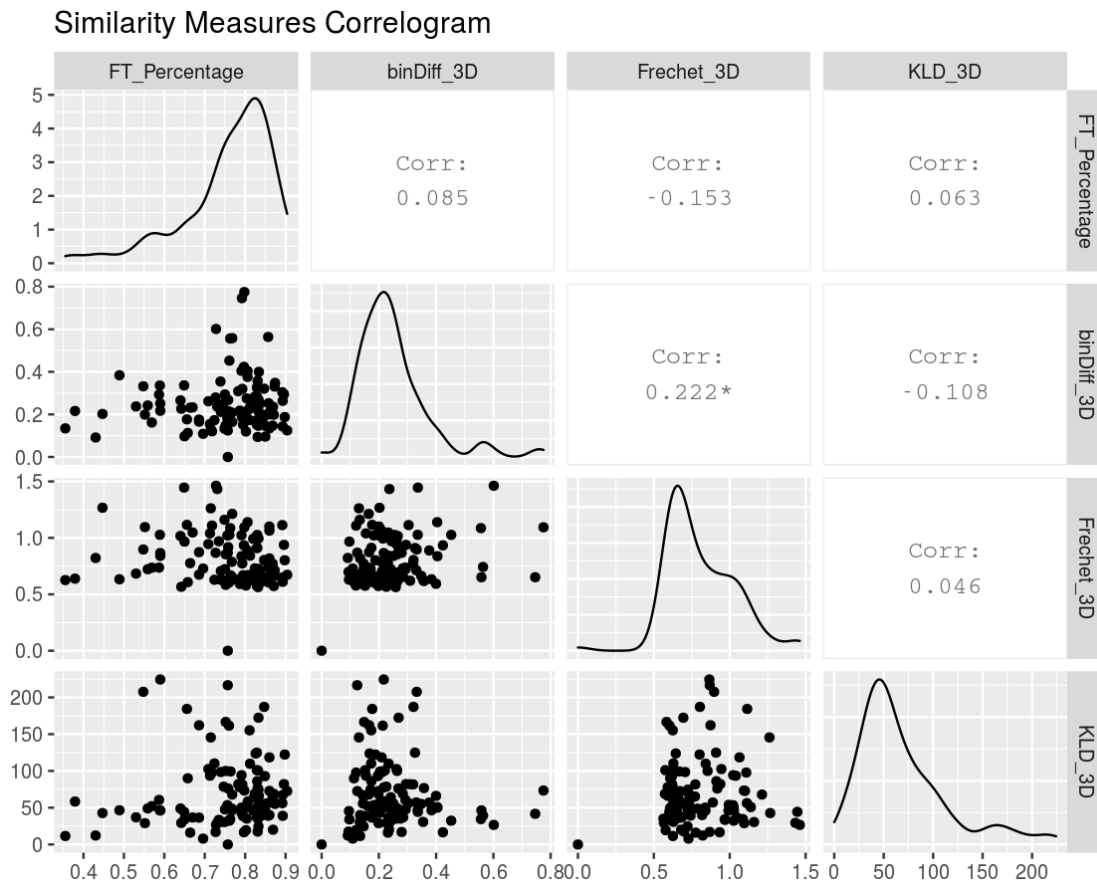 Similarity Measures Correlogram
FT_Percentage binDiff_3D Frechet_3D KLD_3D
5
4
3
2
1
0
Corr:
0.085
Corr:
-0.153
Corr:
0.063
FT_Percentage
0.8
0.6
0.4
0.2
0.0
Corr:
0.222*
Corr:
-0.108
binDiff_3D
1.5
1.0
0.5
0.0
Corr:
0.046
Frechet_3D
200
150
100
50
0
KLD_3D
0.4 0.5 0.6 0.7 0.8 0.9 0.0 0.2 0.4 0.6 0.8 0.0 0.5 1.0 1.5 0 50 100 150 200